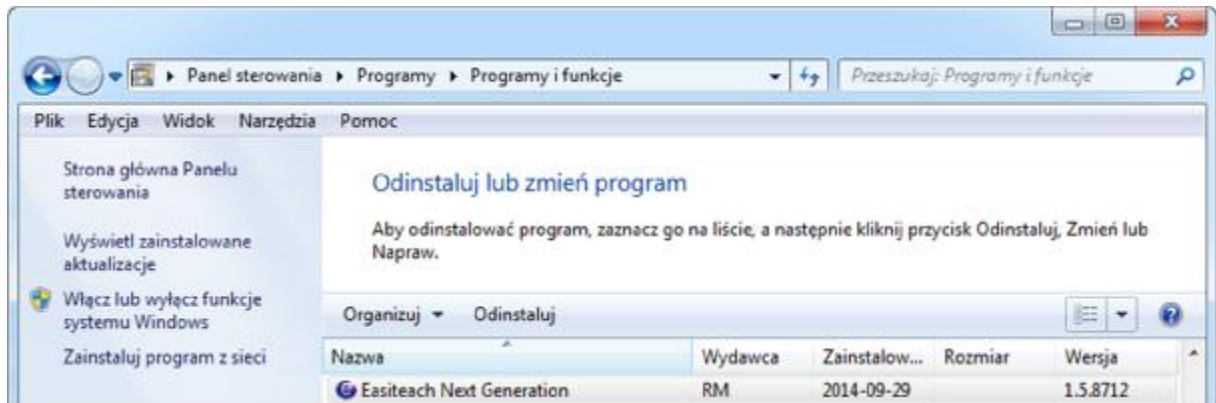 Panel sterowania Programy Programy i funkcje Przeszukaj: Programy i funkcje
Plik Edycja Widok Narzędzia Pomoc
Strona główna Panelu
sterowania
Wyświetl zainstalowane
aktualizacje
Włącz lub wyłącz funkcje
systemu Windows
Zainstaluj program z sieci
Odinstaluj lub zmień program
Aby odinstalować program, zaznacz go na liście, a następnie kliknij przycisk Odinstaluj, Zmień lub
Napraw.
Organizuj Odinstaluj
Nazwa Wydawca Zainstalow... Rozmiar Wersja
Easiteach Next Generation RM 2014-09-29 1.5.8712